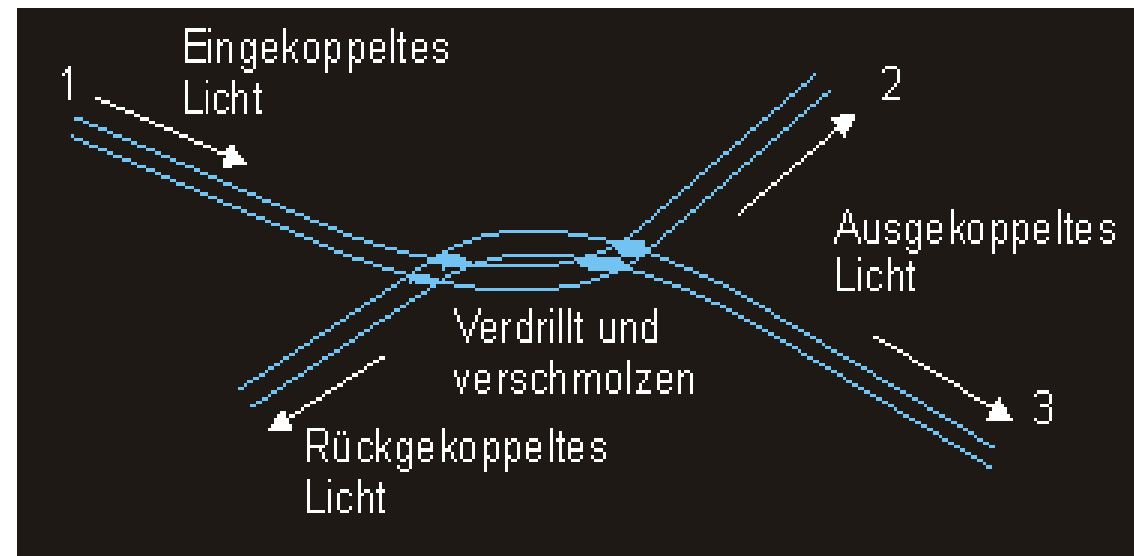 Eingekoppeltes
Licht
1
2
Ausgekoppeltes
Licht
Verdrillt und
verschmolzen
3
Rückgekoppeltes
Licht